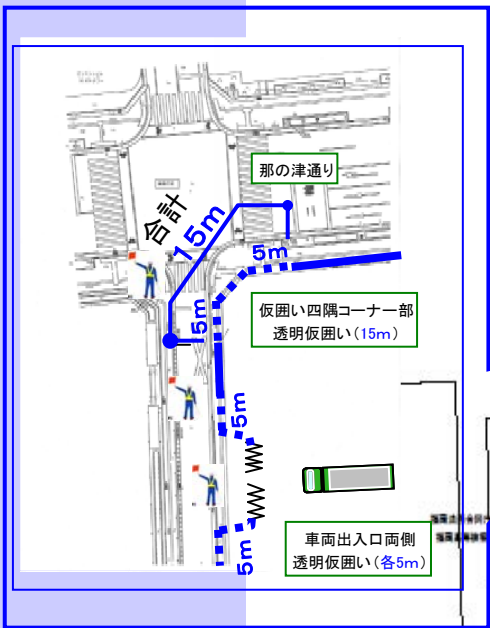 那の津通り
合計
15m
5m
5m
仮囲い四隅コーナー部
透明仮囲い(15m)
5m
5m
車両出入口両側
透明仮囲い(各5m)